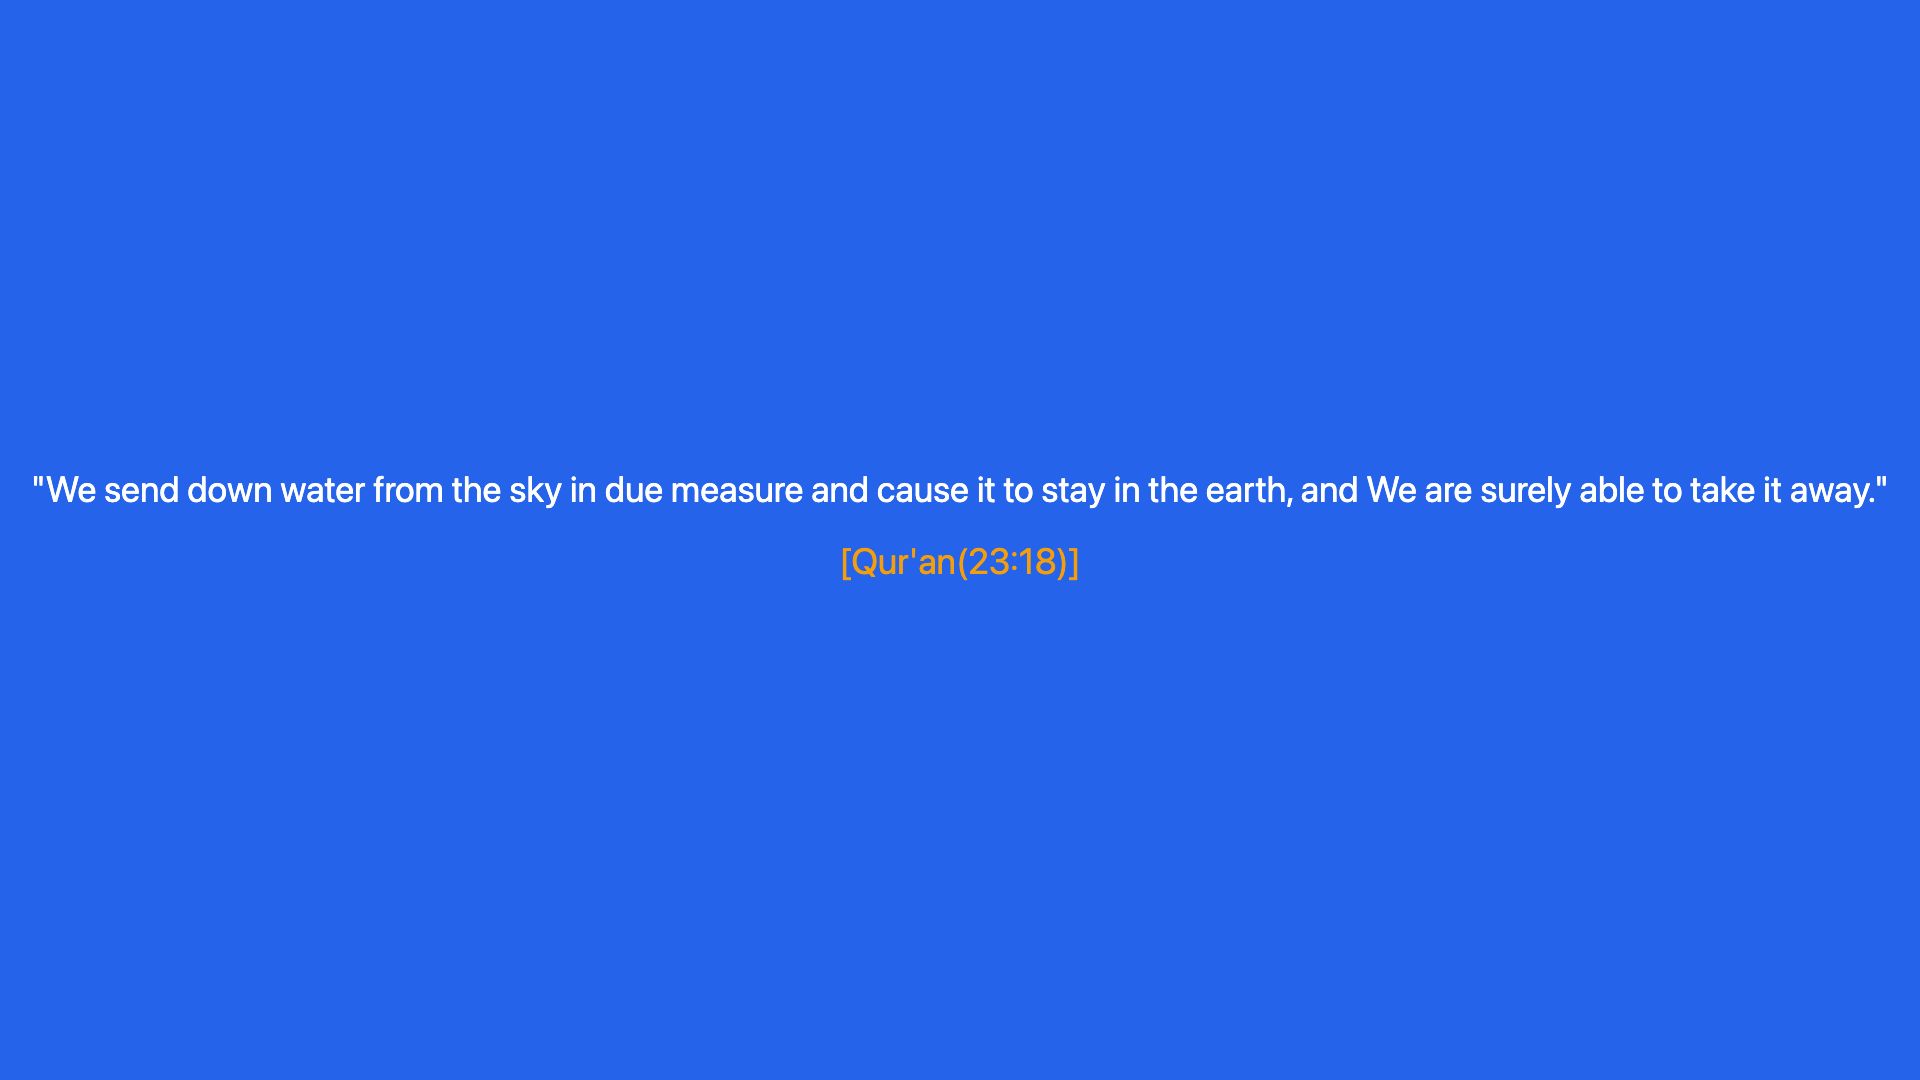 "We send down water from the sky in due measure and cause it to stay in the earth, and We are surely able to take it away."
[Qur'an(23:18)]